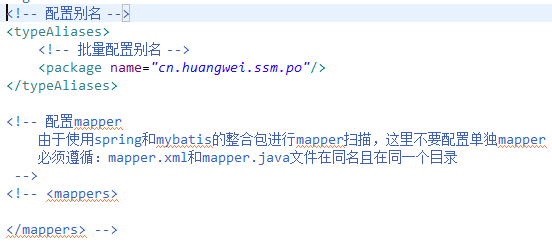 <!-- 配置别名 -->
<typeAliases>
<!-- 批量配置别名 -->
<package name="cn.huangwei.ssm.po"/>
</typeAliases>
<!-- 配置mapper
由于使用spring和mybatis的整合包进行mapper扫描，这里不要配置单独mapper
必须遵循：mapper.xml和mapper.java文件在同名且在同一个目录
-->
<!-- <mappers>
</mappers> -->